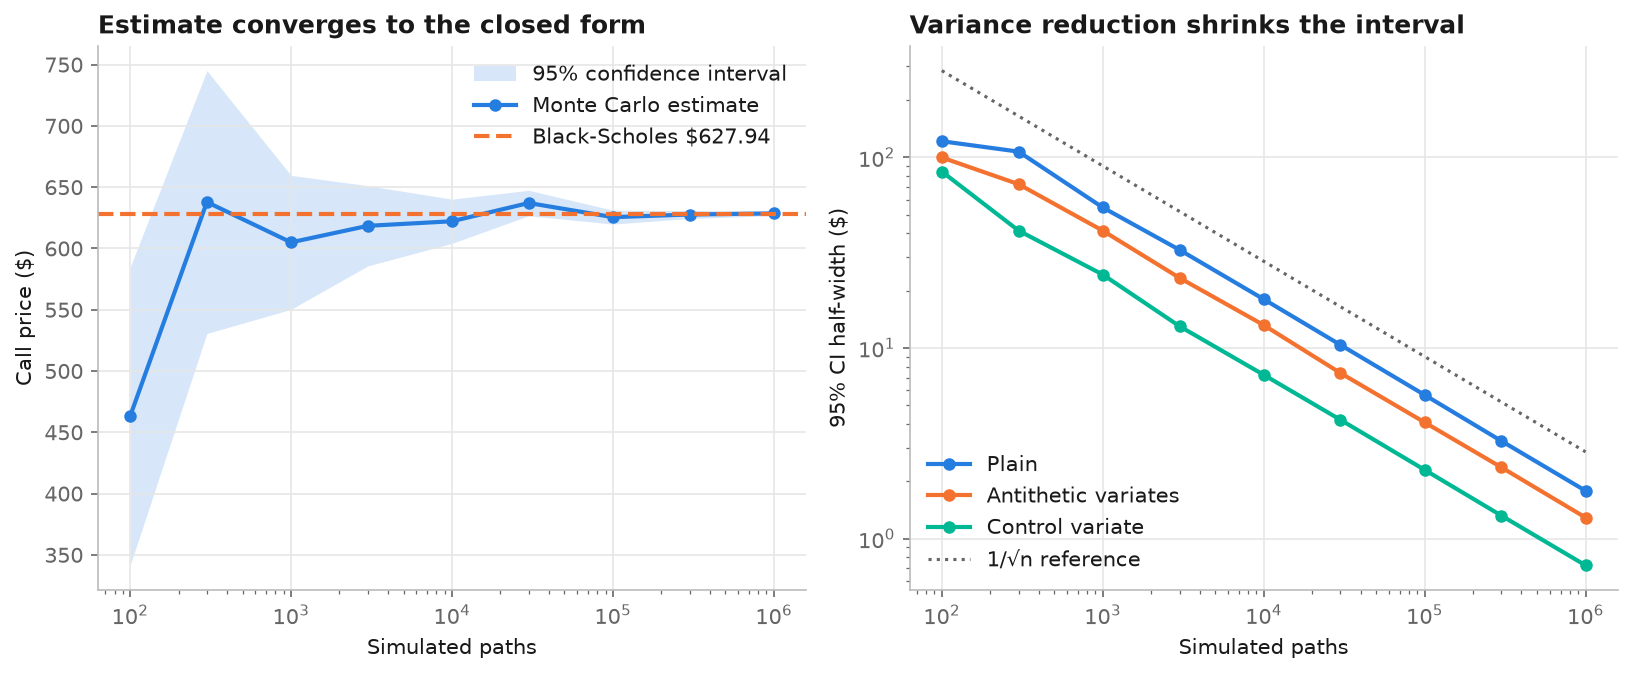 Estimate converges to the closed form
750
700
650
600
550
500
450
400
350
Call price ($)
95% confidence interval
Monte Carlo estimate
Black-Scholes $627.94
10²
10³
10⁴
10⁵
10⁶
Simulated paths
Variance reduction shrinks the interval
10²
10¹
10⁰
95% CI half-width ($)
Plain
Antithetic variates
Control variate
1/√n reference
10²
10³
10⁴
10⁵
10⁶
Simulated paths